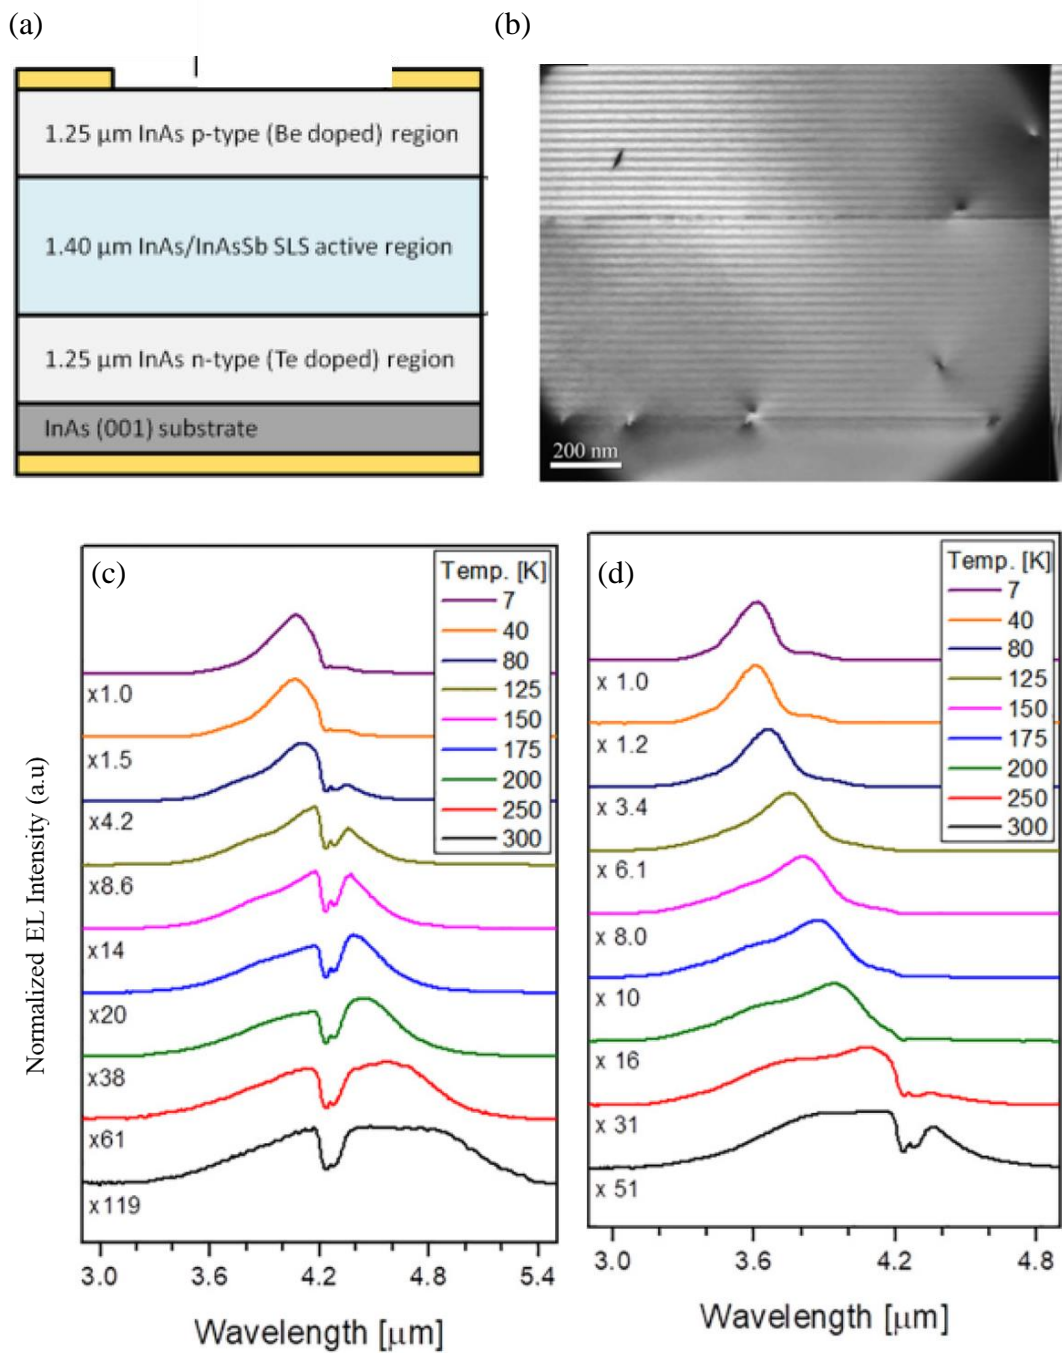 (a)
(b)
1.25 µm InAs p-type (Be doped) region
1.40 µm InAs/InAsSb SLS active region
1.25 µm InAs n-type (Te doped) region
InAs (001) substrate
200 nm
(c)
Temp. [K]
7
40
80
125
150
175
200
250
300
x1.0
x1.5
x4.2
x8.6
x14
x20
x38
x61
x119
Normalized EL Intensity (a.u)
3.0
3.6
4.2
4.8
5.4
Wavelength [µm]
(d)
Temp. [K]
7
40
80
125
150
175
200
250
300
x 1.0
x 1.2
x 3.4
x 6.1
x 8.0
x 10
x 16
x 31
x 51
3.0
3.6
4.2
4.8
Wavelength [µm]